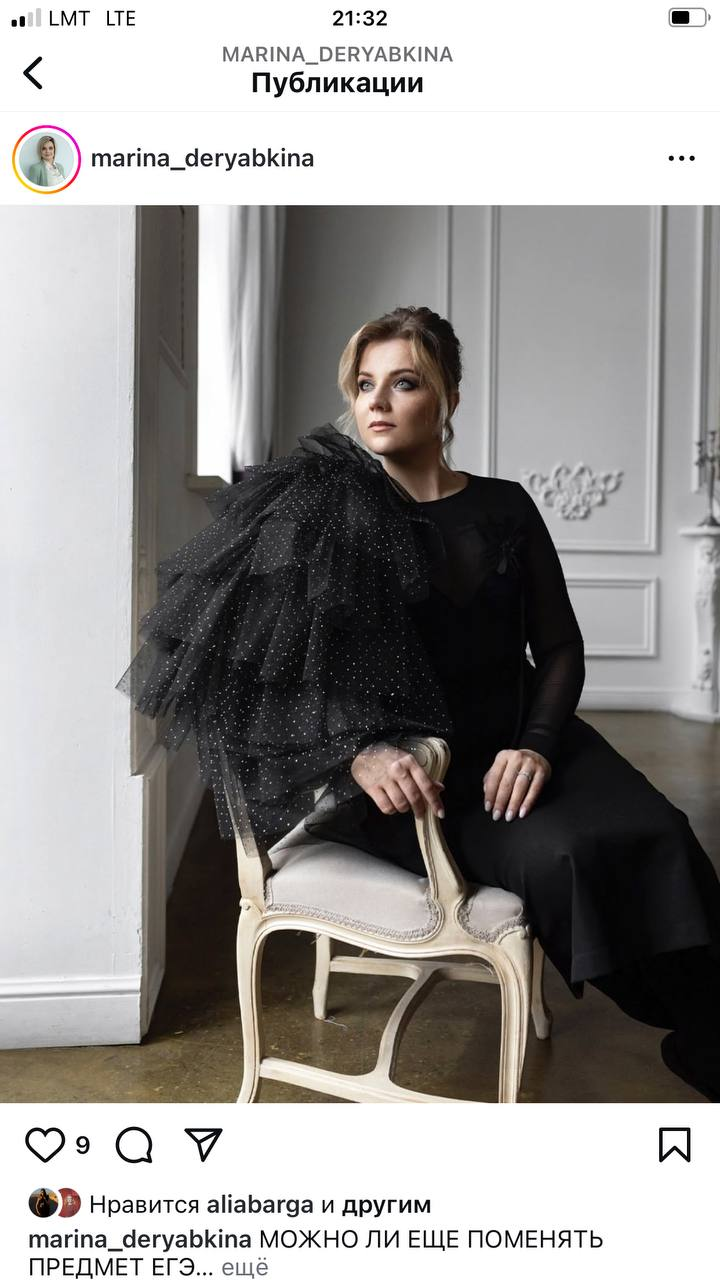 LMT LTE 21:32
MARINA_DERYABKINA
Публикации
marina_deryabkina
9
Нравится aliabarga и другим
marina_deryabkina МОЖНО ЛИ ЕЩЕ ПОМЕНЯТЬ
ПРЕДМЕТ ЕГЭ... ещё